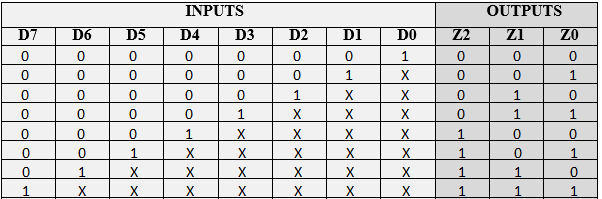 INPUTS OUTPUTS
D7 D6 D5 D4 D3 D2 D1 D0 Z2 Z1 Z0
0 0 0 0 0 0 0 1 0 0 0
0 0 0 0 0 0 1 X 0 0 1
0 0 0 0 0 1 X X 0 1 0
0 0 0 0 1 X X X 0 1 1
0 0 0 1 X X X X 1 0 0
0 0 1 X X X X X 1 0 1
0 1 X X X X X X 1 1 0
1 X X X X X X X 1 1 1